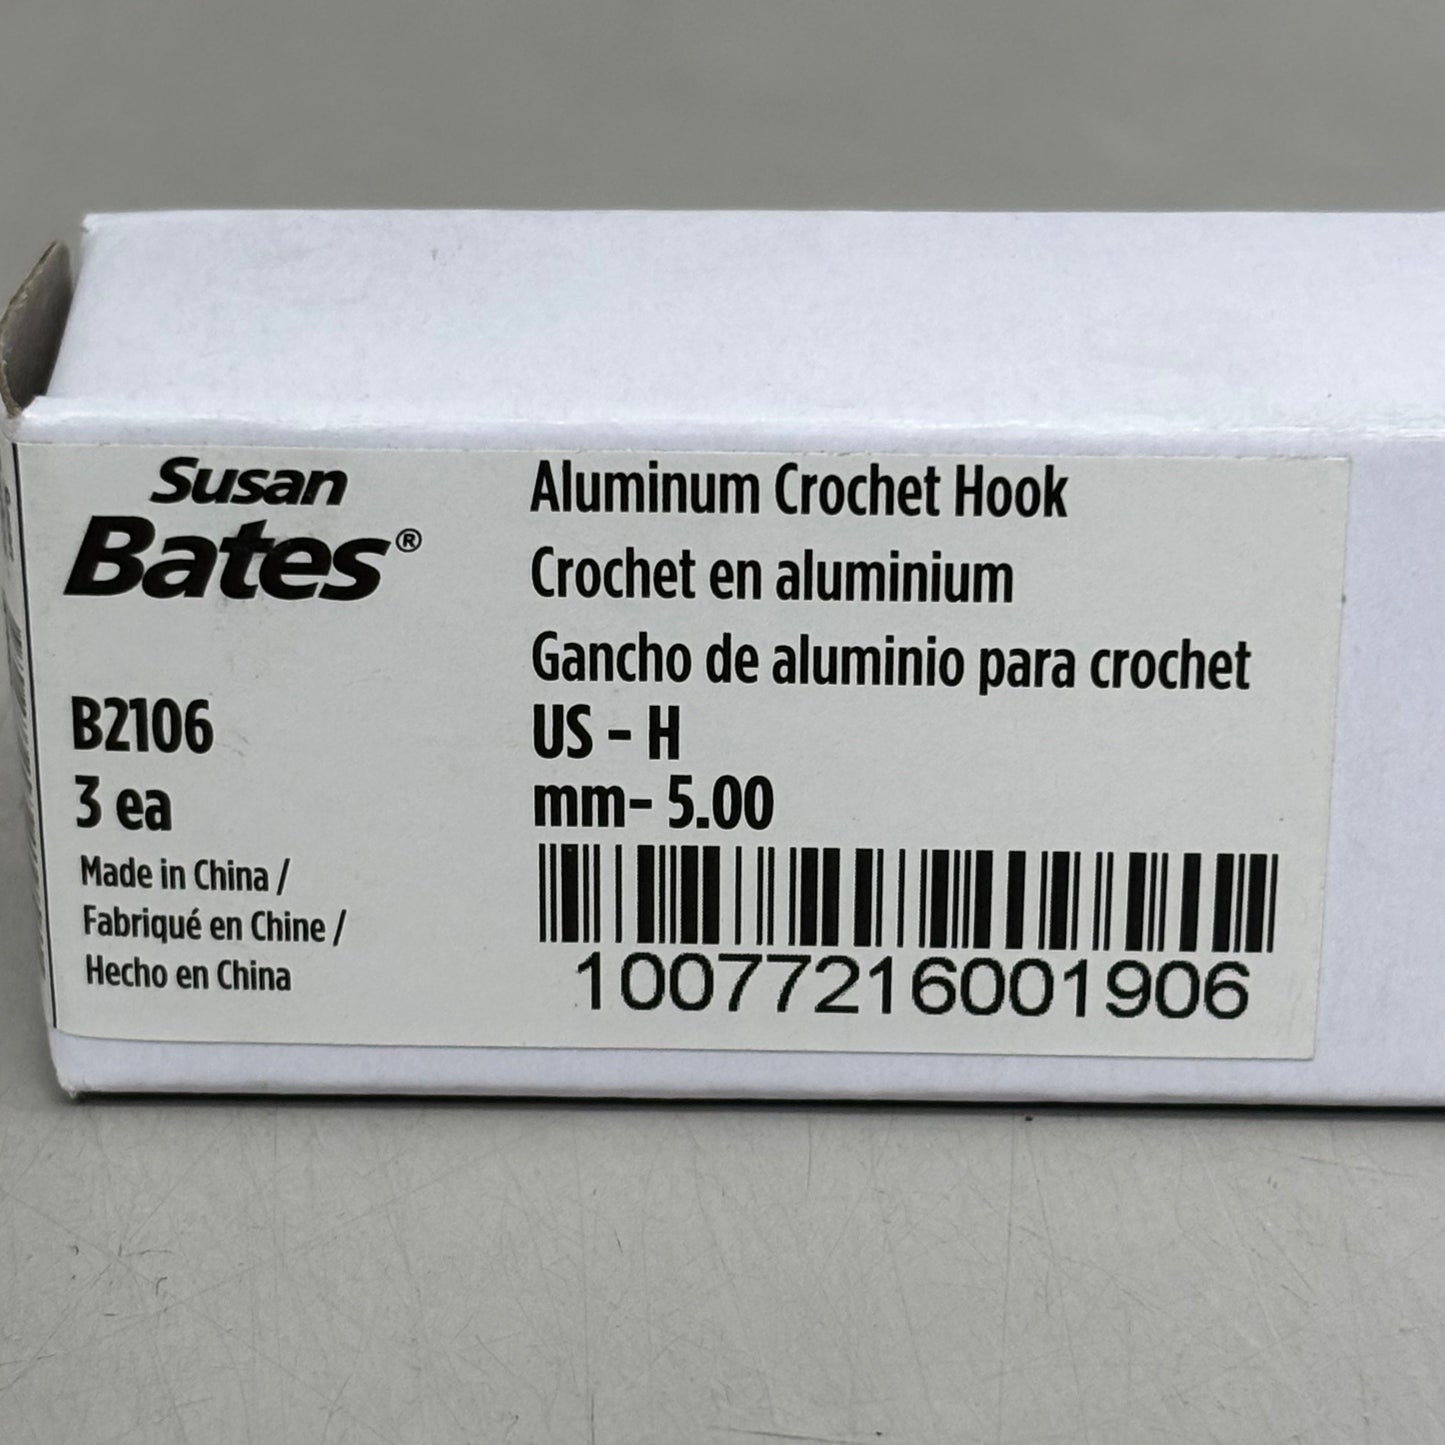 Susan
Bates®
B2106
3 ea
Made in China /
Fabriqué en Chine /
Hecho en China
Aluminum Crochet Hook
Crochet en aluminium
Gancho de aluminio para crochet
US - H
mm- 5.00
10077216001906